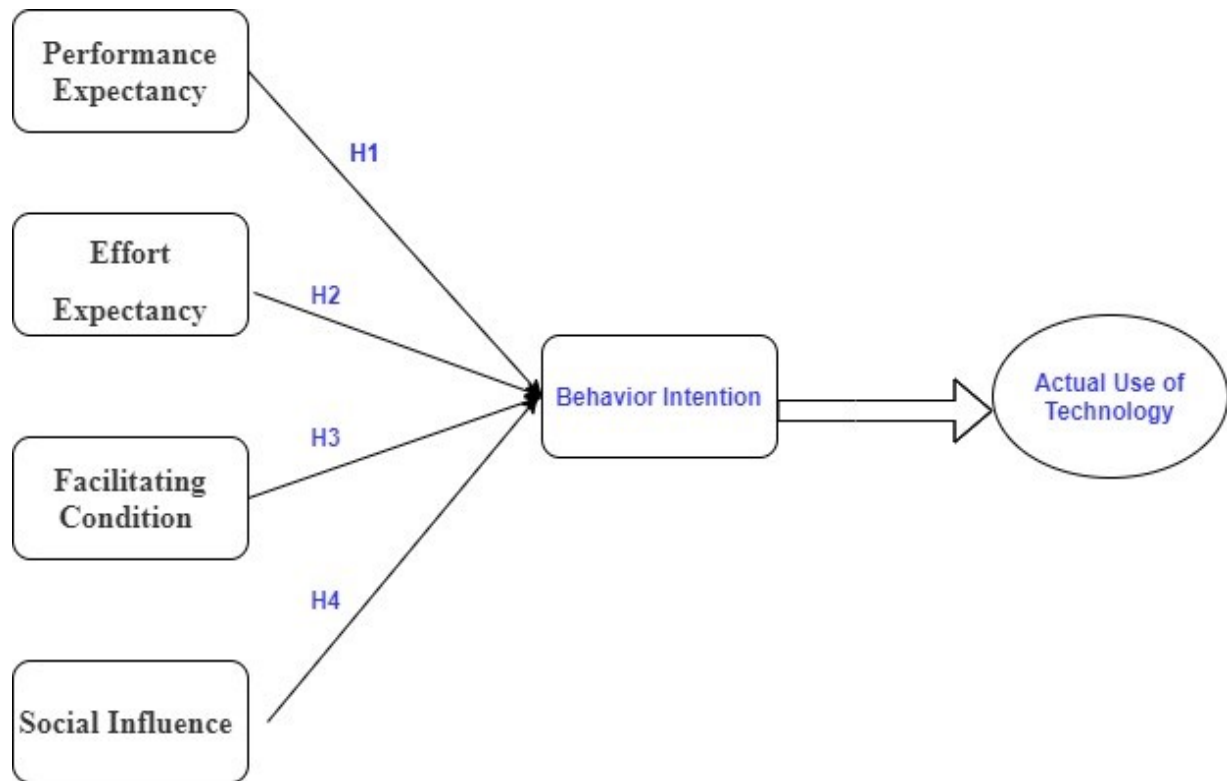 Performance
Expectancy
H1
Effort
Expectancy
H2
Behavior Intention
Actual Use of
Technology
H3
Facilitating
Condition
H4
Social Influence